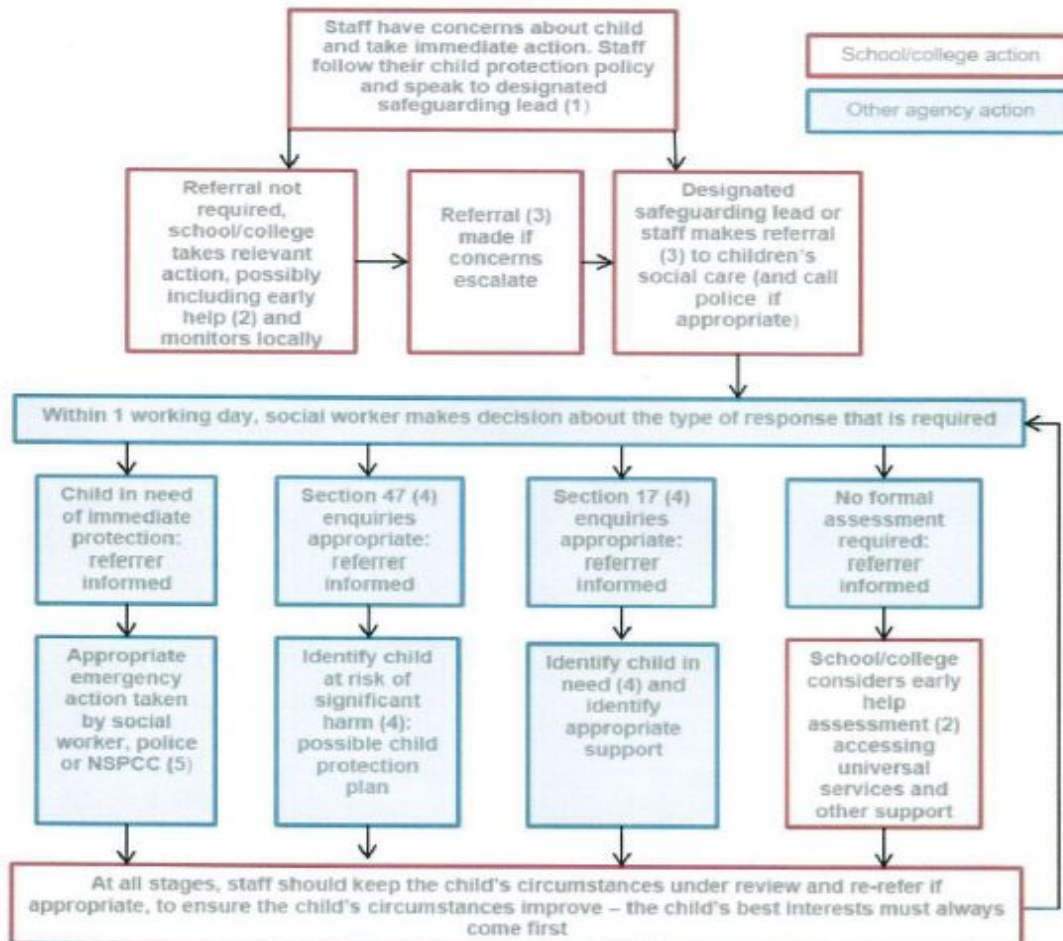 Staff have concerns about child
and take immediate action. Staff
follow their child protection policy
and speak to designated
safeguarding lead (1)
School/college action
Other agency action
Referral not
required,
school/college
takes relevant
action, possibly
including early
help (2) and
monitors locally
Referral (3)
made if
concerns
escalate
Designated
safeguarding lead or
staff makes referral
(3) to children's
social care (and call
police if
appropriate)
Within 1 working day, social worker makes decision about the type of response that is required
Child in need
of immediate
protection:
referrer
informed
Section 47 (4)
enquiries
appropriate:
referrer
informed
Section 17 (4)
enquiries
appropriate:
referrer
informed
No formal
assessment
required:
referrer
informed
Appropriate
emergency
action taken
by social
worker, police
or NSPCC (5)
Identify child
at risk of
significant
harm (4):
possible child
protection
plan
Identify child in
need (4) and
identify
appropriate
support
School/college
considers early
help
assessment (2)
accessing
universal
services and
other support
At all stages, staff should keep the child's circumstances under review and re-refer if
appropriate, to ensure the child's circumstances improve – the child's best interests must always
come first